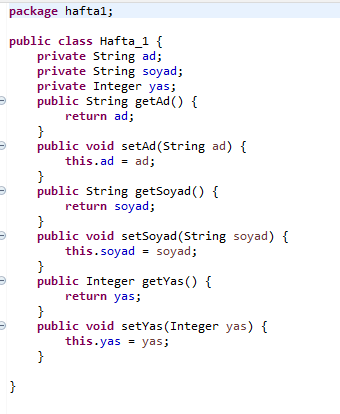 package hafta1;
public class Hafta_1 {
private String ad;
private String soyad;
private Integer yas;
public String getAd() {
return ad;
}
public void setAd(String ad) {
this.ad = ad;
}
public String getSoyad() {
return soyad;
}
public void setSoyad(String soyad) {
this.soyad = soyad;
}
public Integer getYas() {
return yas;
}
public void setYas(Integer yas) {
this.yas = yas;
}
}